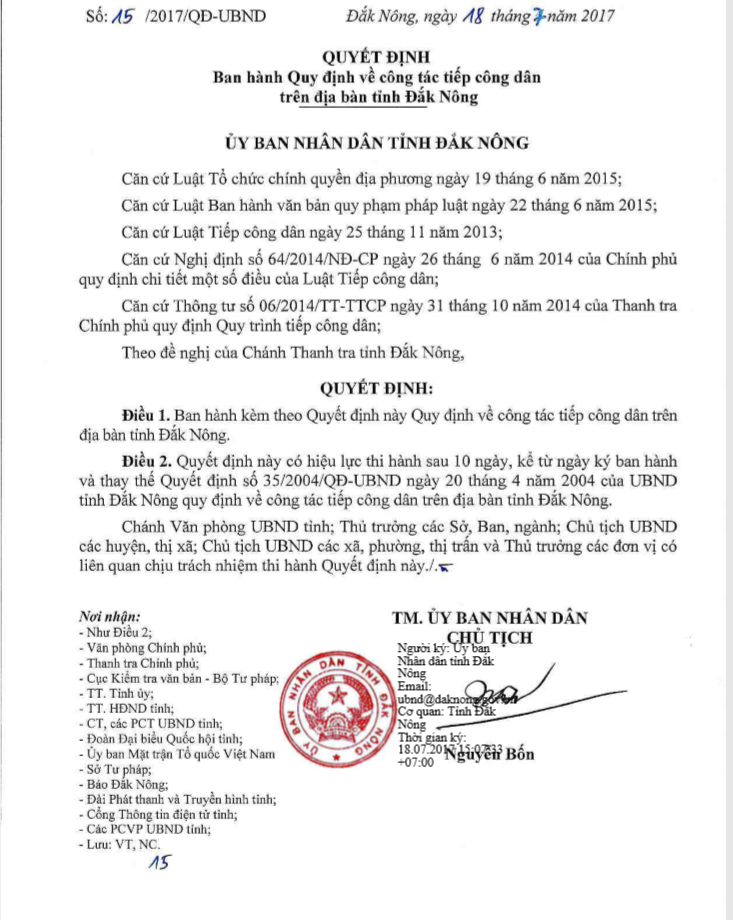 Số: 15 /2017/QĐ-UBND
Đắk Nông, ngày 18 tháng 7 năm 2017
QUYẾT ĐỊNH
Ban hành Quy định về công tác tiếp công dân
trên địa bàn tỉnh Đắk Nông
ỦY BAN NHÂN DÂN TỈNH ĐẮK NÔNG
Căn cứ Luật Tổ chức chính quyền địa phương ngày 19 tháng 6 năm 2015;
Căn cứ Luật Ban hành văn bản quy phạm pháp luật ngày 22 tháng 6 năm 2015;
Căn cứ Luật Tiếp công dân ngày 25 tháng 11 năm 2013;
Căn cứ Nghị định số 64/2014/NĐ-CP ngày 26 tháng 6 năm 2014 của Chính phủ
quy định chi tiết một số điều của Luật Tiếp công dân;
Căn cứ Thông tư số 06/2014/TT-TTCP ngày 31 tháng 10 năm 2014 của Thanh tra
Chính phủ quy định Quy trình tiếp công dân;
Theo đề nghị của Chánh Thanh tra tỉnh Đắk Nông,
QUYẾT ĐỊNH:
Điều 1. Ban hành kèm theo Quyết định này Quy định về công tác tiếp công dân trên
địa bàn tỉnh Đắk Nông.
Điều 2. Quyết định này có hiệu lực thi hành sau 10 ngày, kể từ ngày ký ban hành
và thay thế Quyết định số 35/2004/QĐ-UBND ngày 20 tháng 4 năm 2004 của UBND
tỉnh Đắk Nông quy định về công tác tiếp công dân trên địa bàn tỉnh Đắk Nông.
Chánh Văn phòng UBND tỉnh; Thủ trưởng các Sở, Ban, ngành; Chủ tịch UBND
các huyện, thị xã; Chủ tịch UBND các xã, phường, thị trấn và Thủ trưởng các đơn vị có
liên quan chịu trách nhiệm thi hành Quyết định này./.
Nơi nhận:
- Như Điều 2;
- Văn phòng Chính phủ;
- Thanh tra Chính phủ;
- Cục Kiểm tra văn bản - Bộ Tư pháp;
- TT. Tỉnh ủy;
- TT. HĐND tỉnh;
- CT, các PCT UBND tỉnh;
- Đoàn Đại biểu Quốc hội tỉnh;
- Ủy ban Mặt trận Tổ quốc Việt Nam
- Sở Tư pháp;
- Báo Đắk Nông;
- Đài Phát thanh và Truyền hình tỉnh;
- Cổng Thông tin điện tử tỉnh;
- Các PCVP UBND tỉnh;
- Lưu: VT, NC.
15
TM. ỦY BAN NHÂN DÂN
CHỦ TỊCH
Người ký: Ủy ban
Nhân dân tỉnh Đắk
Nông
Email:
ubnd@daknong.gov.vn
Cơ quan: Tỉnh Đắk
Nông
Thời gian ký:
18.07.2017 15:07:33
+07:00
Nguyễn Bốn
ỦY BAN NHÂN DÂN TỈNH ĐẮK NÔNG